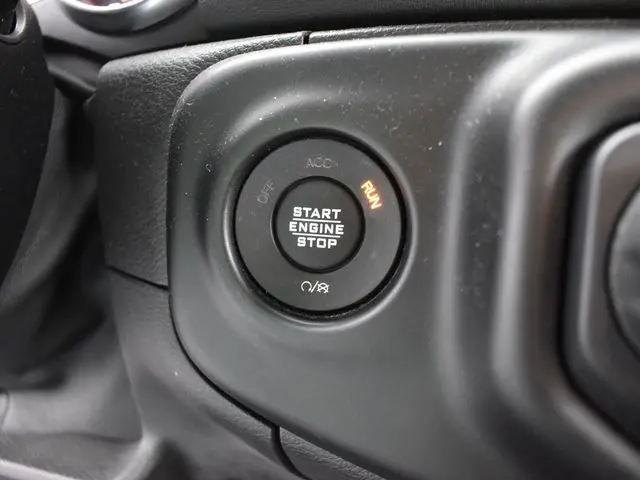 ACC
OFF
RUN
START
ENGINE
STOP